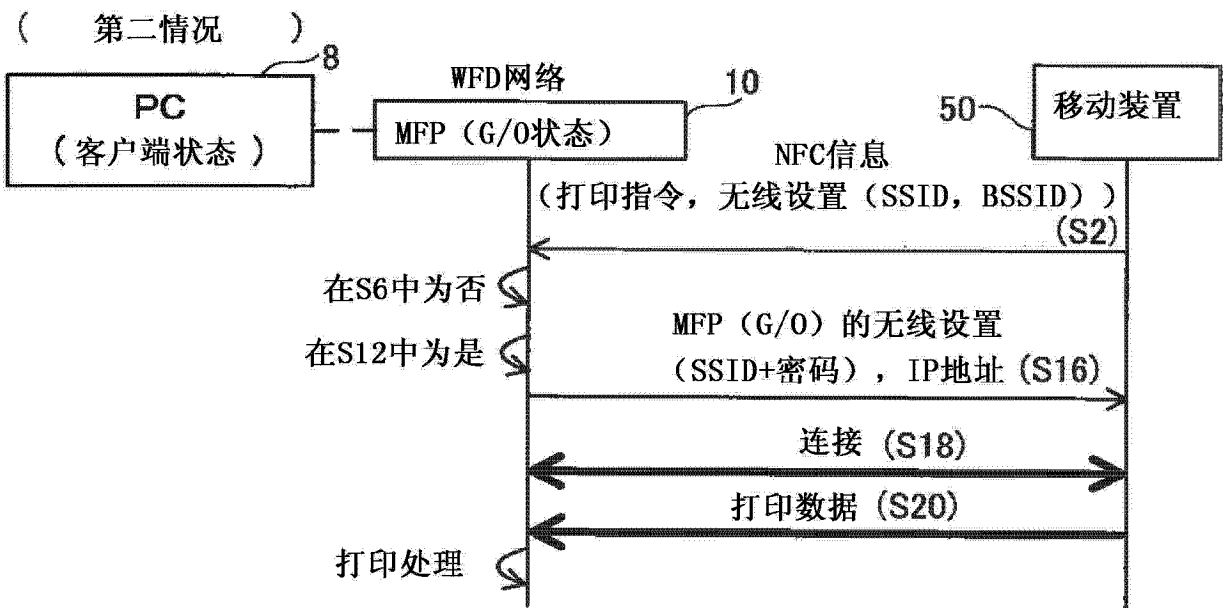 ( 第二情况 )
8
PC
(客户端状态)
WFD网络
10
MFP（G/O状态）
50
移动装置
NFC信息
(打印指令，无线设置（SSID，BSSID）)
(S2)
在S6中为否
在S12中为是
MFP（G/O）的无线设置
（SSID+密码），IP地址 (S16)
连接 (S18)
打印数据 (S20)
打印处理